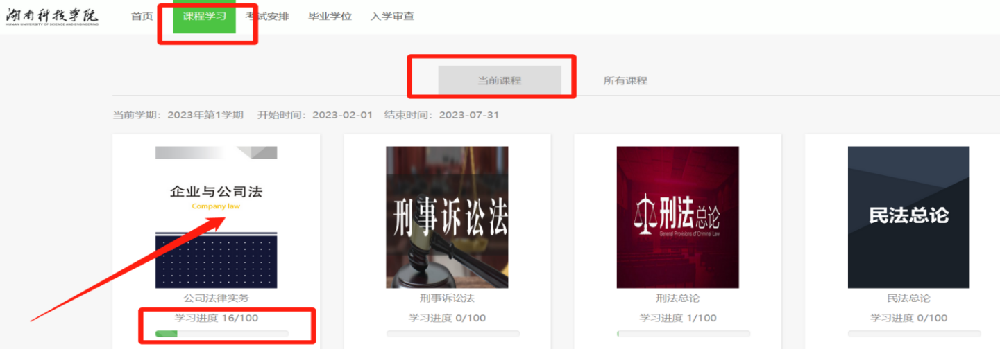 湖南科技学院
HUNAN UNIVERSITY OF SCIENCE AND ENGINEERING
首页 课程学习 考试安排 毕业学位 入学审查
当前课程 所有课程
当前学期：2023年第1学期 开始时间：2023-02-01 结束时间：2023-07-31
企业与公司法
Company law
公司法律实务
学习进度 16/100
刑事诉讼法
刑事诉讼法
学习进度 0/100
刑法总论
General Provisions of Criminal Law
刑法总论
学习进度 1/100
民法总论
民法总论
学习进度 0/100